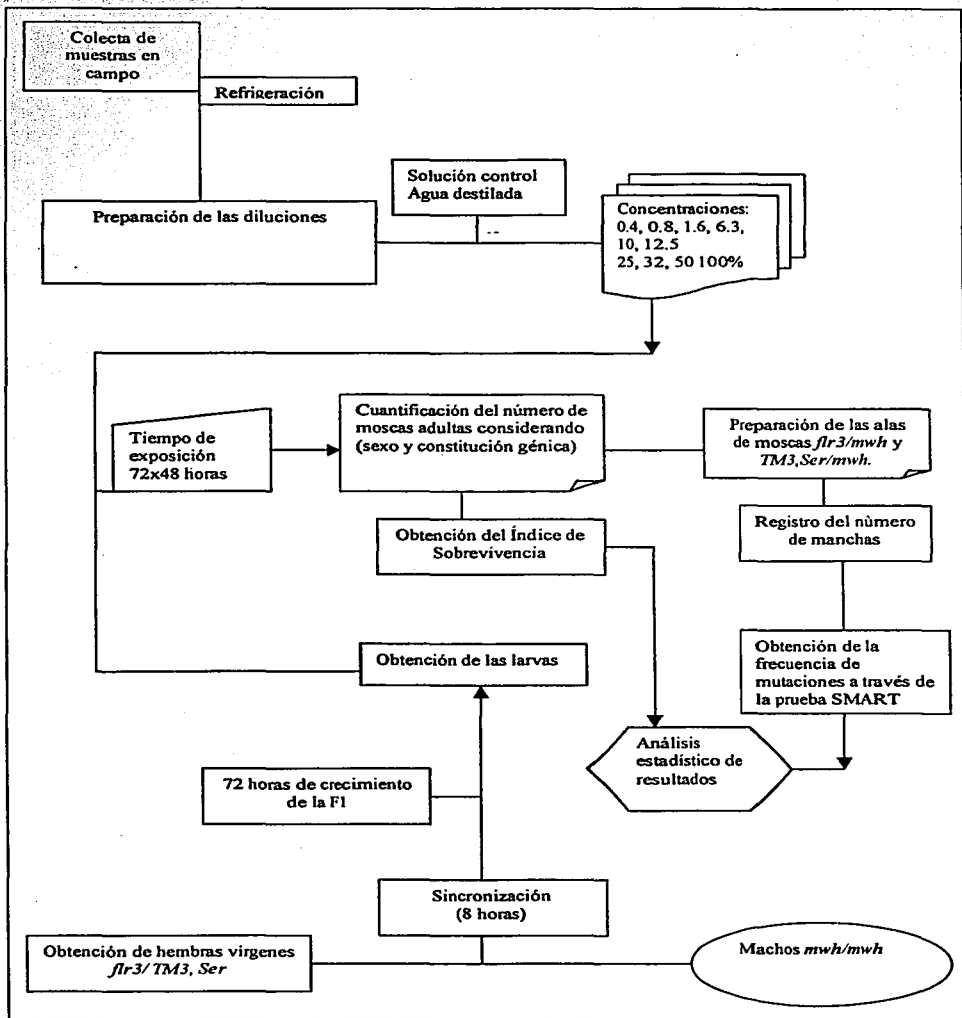 Colecta de
muestras en
campo
Refrigeración
Solución control
Agua destilada
Preparación de las diluciones
Concentraciones:
0.4, 0.8, 1.6, 6.3,
10, 12.5
25, 32, 50 100%
Tiempo de
exposición
72x48 horas
Cuantificación del número de
moscas adultas considerando
(sexo y constitución génica)
Preparación de las alas
de moscas flr3/mwh y
TM3,Ser/mwh.
Obtención del Índice de
Sobrevivencia
Registro del nùmero
de manchas
Obtención de las larvas
Obtención de la
frecuencia de
mutaciones a través de
la prueba SMART
Análisis
estadístico de
resultados
72 horas de crecimiento
de la F1
Sincronización
(8 horas)
Obtención de hembras vírgenes
flr3/ TM3, Ser
Machos mwh/mwh